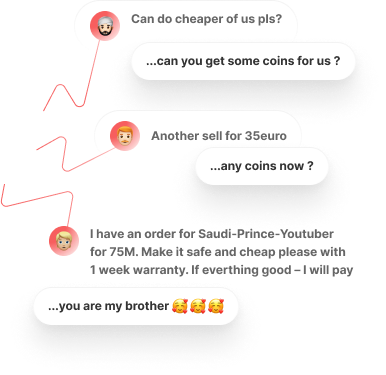 Can do cheaper of us pls?
...can you get some coins for us ?
Another sell for 35euro
...any coins now ?
I have an order for Saudi-Prince-Youtuber
for 75M. Make it safe and cheap please with
1 week warranty. If everthing good – I will pay
...you are my brother 🥰🥰🥰